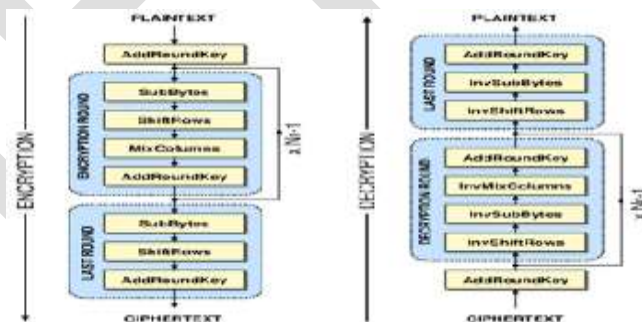 PLAINTEXT
AddRoundKey
SubBytes
ShiftRows
MixColumns
AddRoundKey
SubBytes
ShiftRows
AddRoundKey
CIPHERTEXT
ENCRYPTION
ENCRYPTION ROUND
LAST ROUND
x Nr-1
PLAINTEXT
AddRoundKey
InvSubBytes
InvShiftRows
AddRoundKey
InvMixColumns
InvSubBytes
InvShiftRows
AddRoundKey
CIPHERTEXT
DECRYPTION
LAST ROUND
DECRYPTION ROUND
x Nr-1